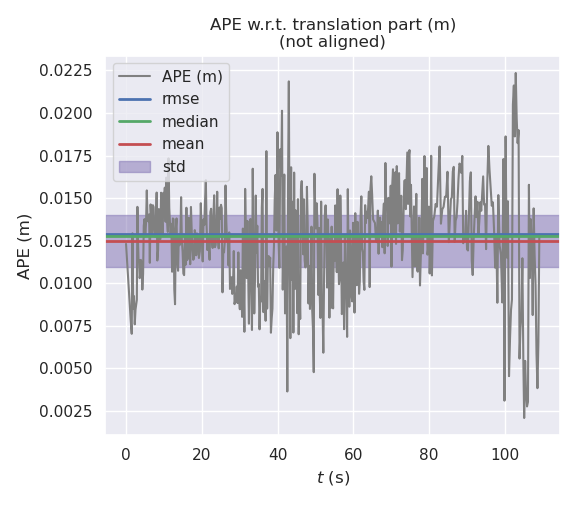 APE w.r.t. translation part (m)
(not aligned)
0.0225
0.0200
0.0175
0.0150
0.0125
0.0100
0.0075
0.0050
0.0025
APE (m)
APE (m)
rmse
median
mean
std
0 20 40 60 80 100
t (s)